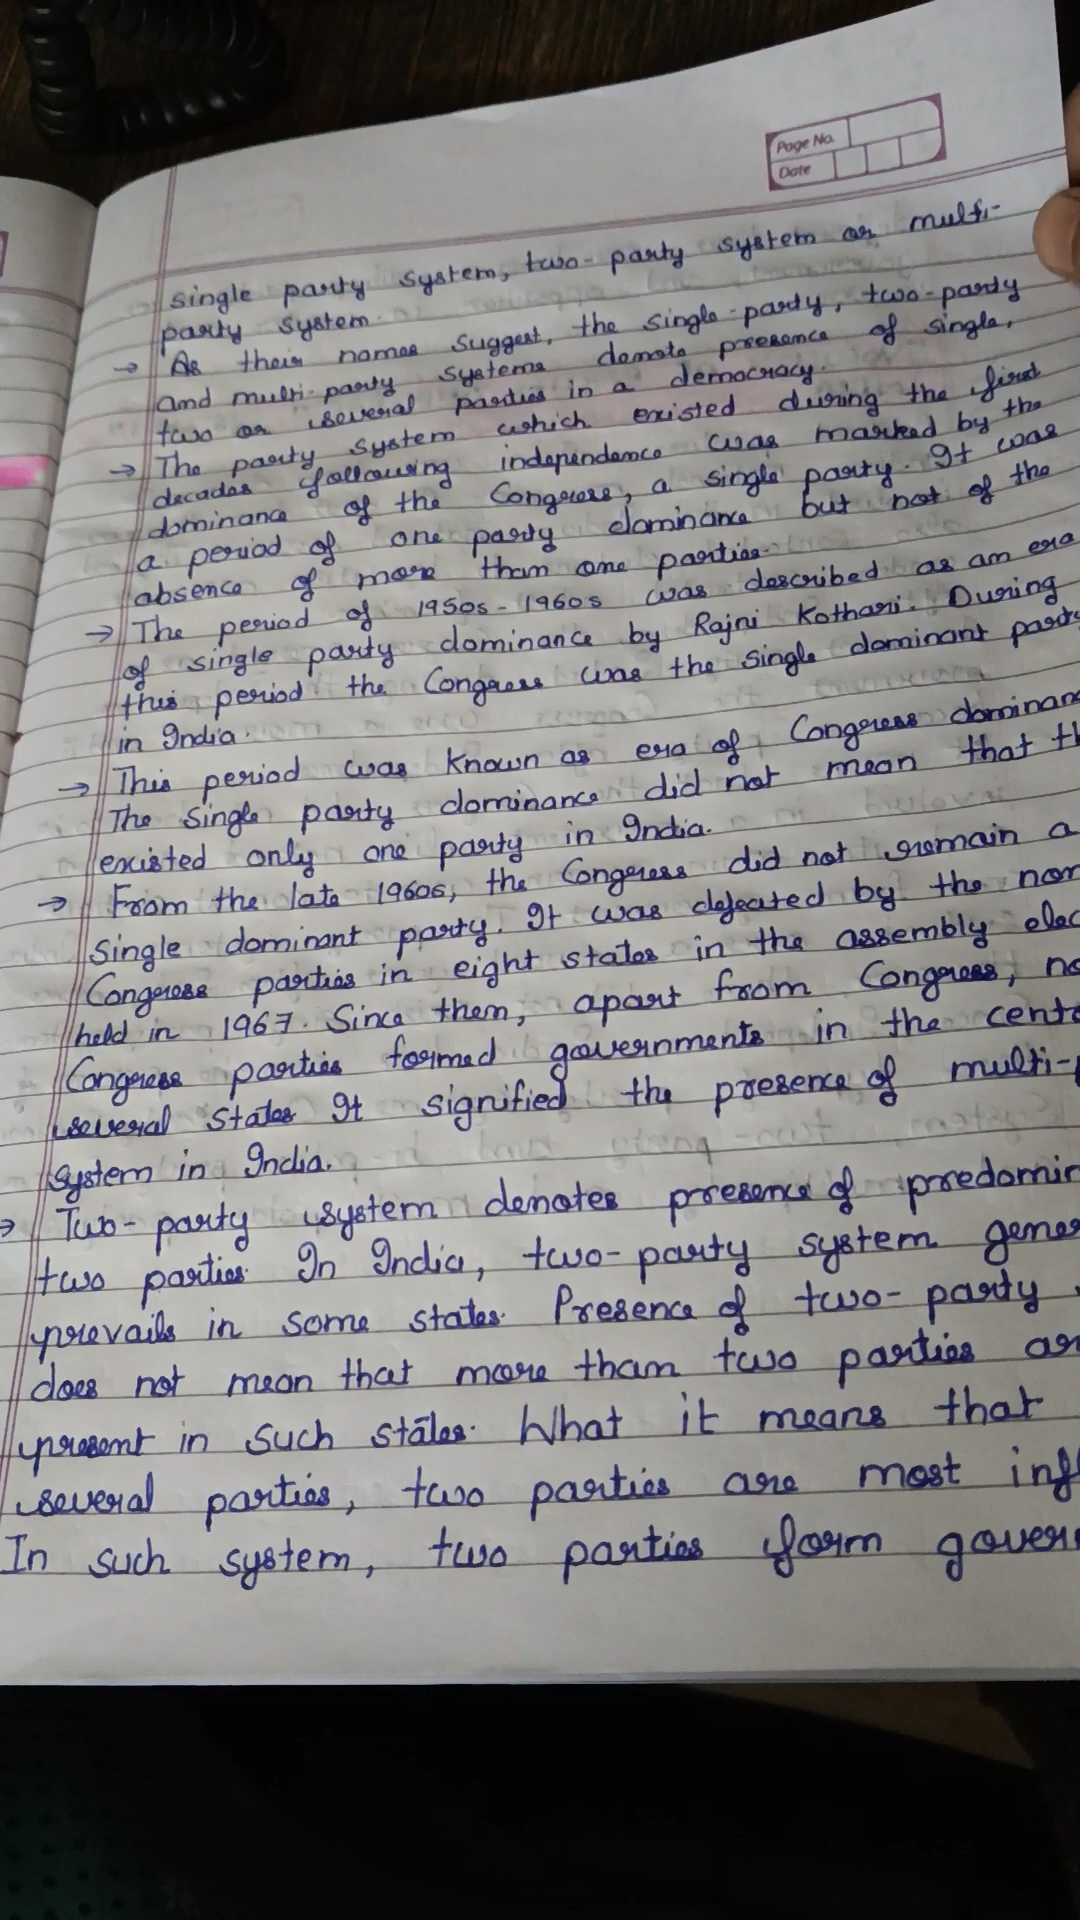 Page No.
Date
single party system, two-party system or multi-
party system.
→ As their names suggest, the single-party, two-party
and multi-party systems denote presence of single,
two or several parties in a democracy.
→ The party system which existed during the first
decades following independence was marked by the
dominance of the Congress, a single party. It was
a period of one party dominance but not of the
absence of more than one parties.
→ The period of 1950s-1960s was described as an era
of single party dominance by Rajni Kothari. During
this period the Congress was the single dominant party
in India.
→ This period was known as era of Congress dominanc
The single party dominance did not mean that th
existed only one party in India.
→ From the late 1960s, the Congress did not remain a
single dominant party. It was defeated by the non
Congress parties in eight states in the assembly elec
held in 1967. Since them, apart from Congress, no
Congress parties formed governments in the cent
several states It signified the presence of multi-p
system in India.
→ Two-party system denotes presence of predomin
two parties. In India, two-party system gener
prevails in some states. Presence of two-party
does not mean that more than two parties are
present in such states. What it means that
several parties, two parties are most infl
In such system, two parties form govern